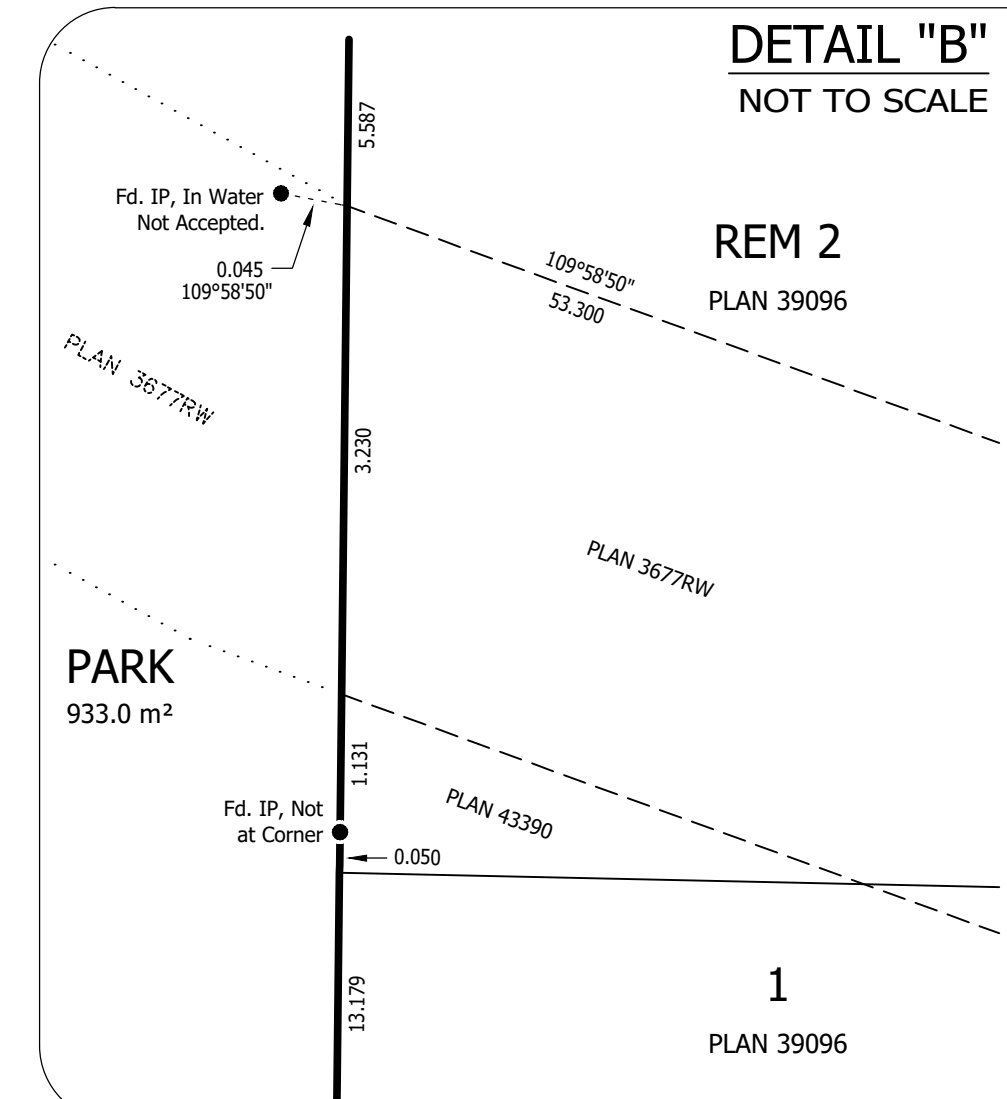 DETAIL "B"
NOT TO SCALE
5.587
Fd. IP, In Water
Not Accepted.
0.045
109°58'50"
109°58'50"
53.300
REM 2
PLAN 39096
PLAN 3677RW
3.230
PLAN 3677RW
PARK
933.0 m²
1.131
PLAN 43390
Fd. IP, Not
at Corner
0.050
13.179
1
PLAN 39096